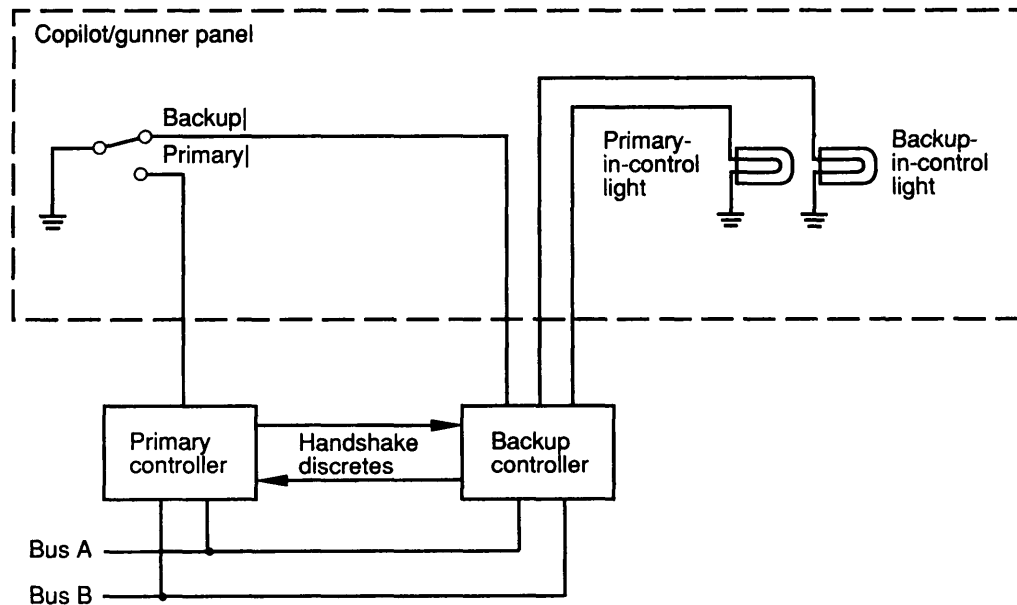 Copilot/gunner panel
Backup|
Primary|
Primary-
in-control
light
Backup-
in-control
light
Primary
controller
Handshake
discretes
Backup
controller
Bus A
Bus B